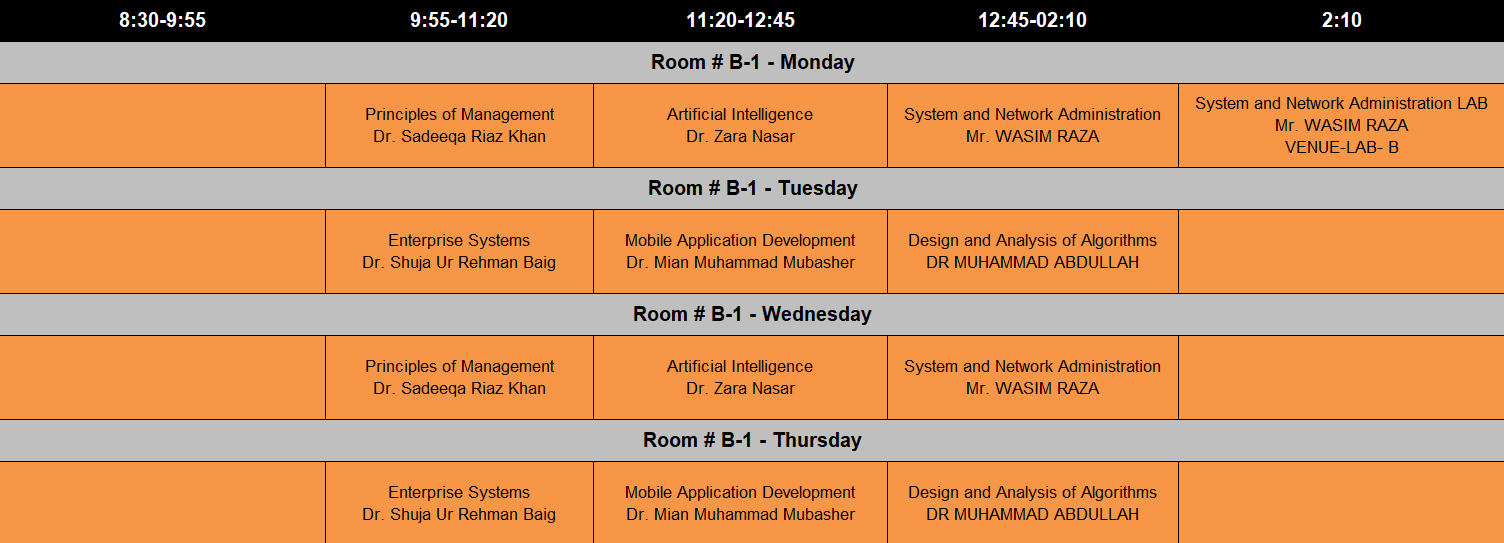 8:30-9:55 9:55-11:20 11:20-12:45 12:45-02:10 2:10
Room # B-1 - Monday
Principles of Management
Dr. Sadeeqa Riaz Khan
Artificial Intelligence
Dr. Zara Nasar
System and Network Administration
Mr. WASIM RAZA
System and Network Administration LAB
Mr. WASIM RAZA
VENUE-LAB- B
Room # B-1 - Tuesday
Enterprise Systems
Dr. Shuja Ur Rehman Baig
Mobile Application Development
Dr. Mian Muhammad Mubasher
Design and Analysis of Algorithms
DR MUHAMMAD ABDULLAH
Room # B-1 - Wednesday
Principles of Management
Dr. Sadeeqa Riaz Khan
Artificial Intelligence
Dr. Zara Nasar
System and Network Administration
Mr. WASIM RAZA
Room # B-1 - Thursday
Enterprise Systems
Dr. Shuja Ur Rehman Baig
Mobile Application Development
Dr. Mian Muhammad Mubasher
Design and Analysis of Algorithms
DR MUHAMMAD ABDULLAH